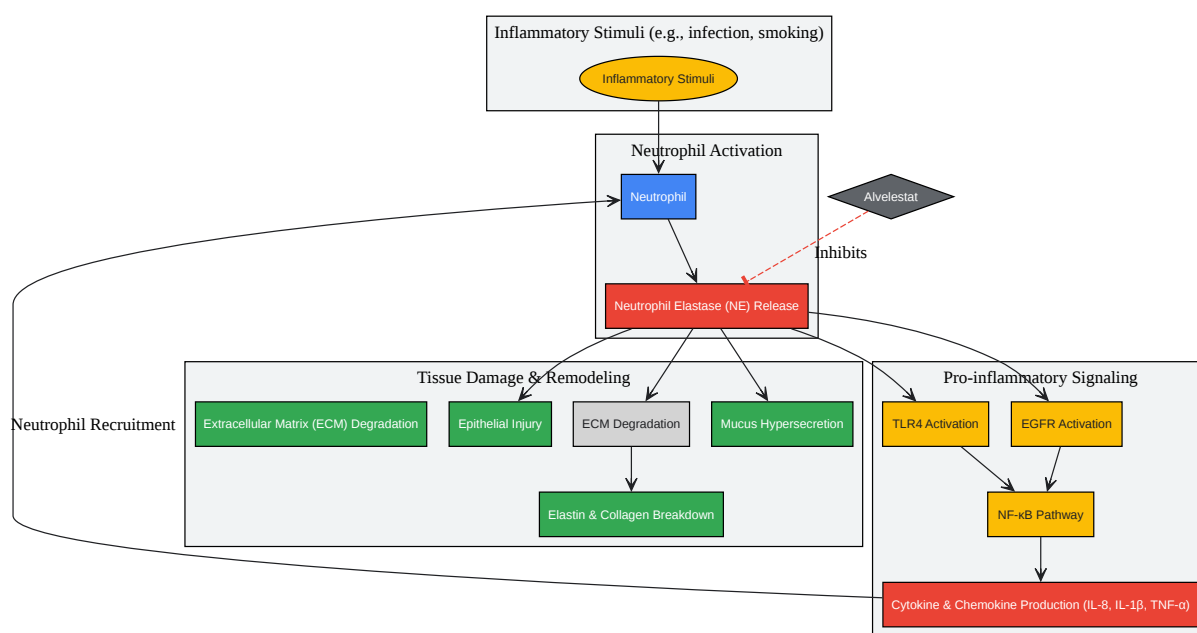 Inflammatory Stimuli (e.g., infection, smoking)
Inflammatory Stimuli
Neutrophil Activation
Neutrophil
Alvelestat
Inhibits
Neutrophil Elastase (NE) Release
Tissue Damage & Remodeling
Pro-inflammatory Signaling
Neutrophil Recruitment
Extracellular Matrix (ECM) Degradation
Epithelial Injury
ECM Degradation
Mucus Hypersecretion
TLR4 Activation
EGFR Activation
Elastin & Collagen Breakdown
NF-κB Pathway
Cytokine & Chemokine Production (IL-8, IL-1β, TNF-α)